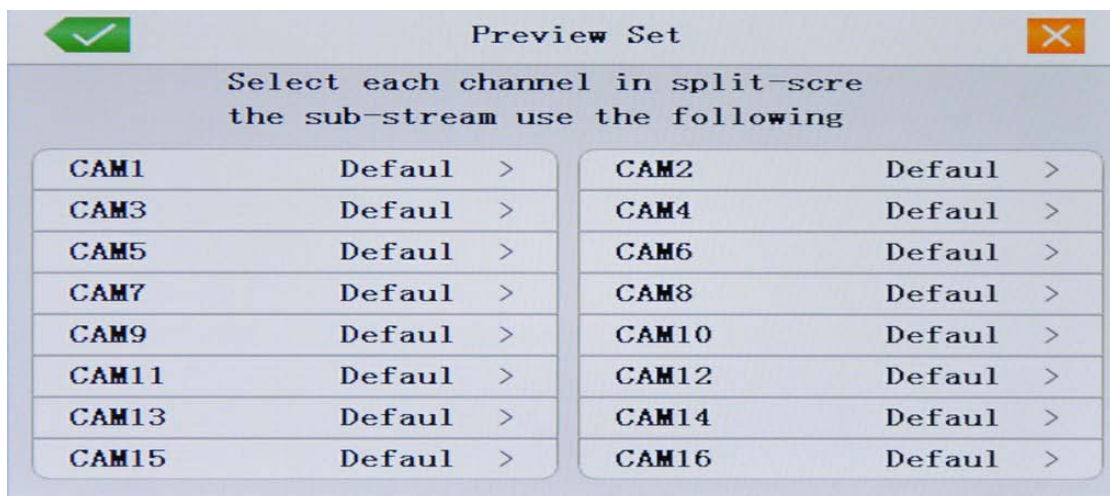 Preview Set
Select each channel in split-scre
the sub-stream use the following
CAM1 Defaul > CAM2 Defaul >
CAM3 Defaul > CAM4 Defaul >
CAM5 Defaul > CAM6 Defaul >
CAM7 Defaul > CAM8 Defaul >
CAM9 Defaul > CAM10 Defaul >
CAM11 Defaul > CAM12 Defaul >
CAM13 Defaul > CAM14 Defaul >
CAM15 Defaul > CAM16 Defaul >